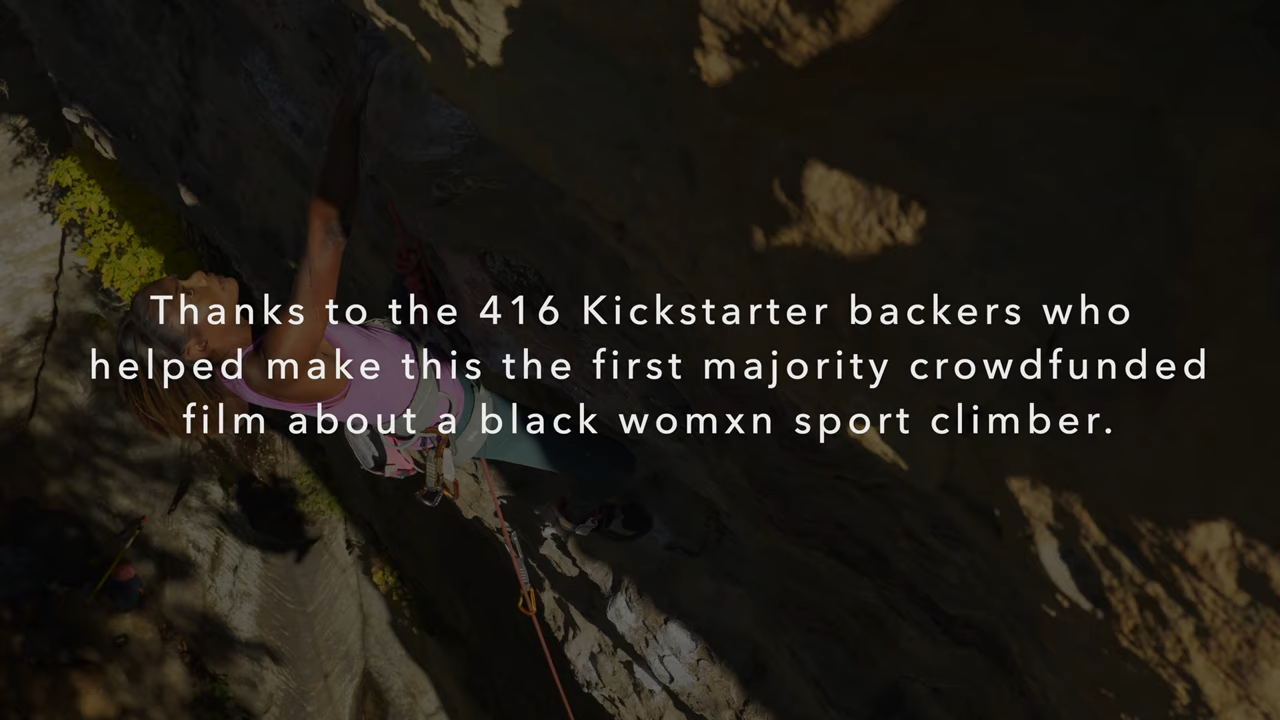 Thanks to the 416 Kickstarter backers who
helped make this the first majority crowdfunded
film about a black womxn sport climber.